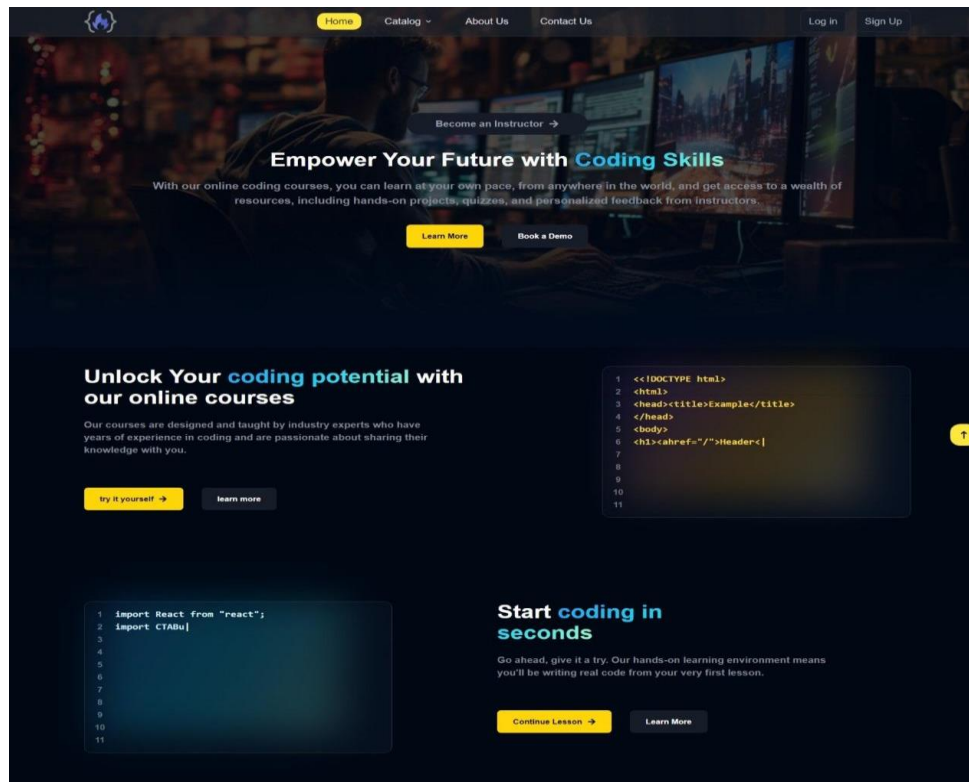 Home Catalog About Us Contact Us Log in Sign Up
Become an Instructor →
Empower Your Future with Coding Skills
With our online coding courses, you can learn at your own pace, from anywhere in the world, and get access to a wealth of
resources, including hands-on projects, quizzes, and personalized feedback from instructors.
Learn More Book a Demo
Unlock Your coding potential with
our online courses
Our courses are designed and taught by industry experts who have
years of experience in coding and are passionate about sharing their
knowledge with you.
try it yourself → learn more
1 <<!DOCTYPE html>
2 <html>
3 <head><title>Example</title>
4 </head>
5 <body>
6 <h1><ahref="/">Header<|
7
8
9
10
11
↑
1 import React from "react";
2 import CTABu|
3
4
5
6
7
8
9
10
11
Start coding in
seconds
Go ahead, give it a try. Our hands-on learning environment means
you'll be writing real code from your very first lesson.
Continue Lesson → Learn More